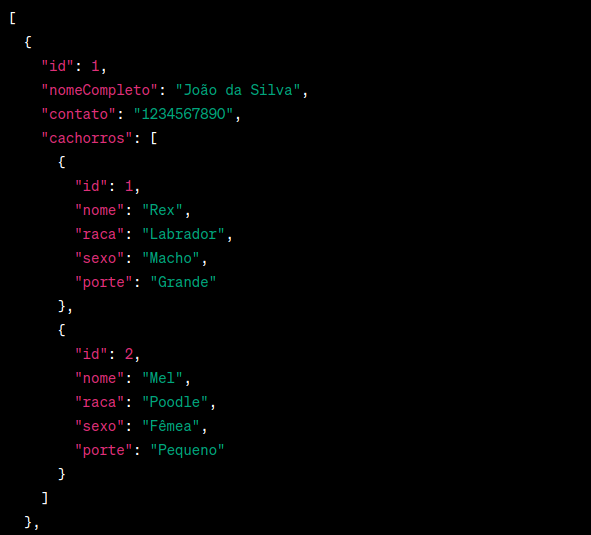 [
  {
    "id": 1,
    "nomeCompleto": "João da Silva",
    "contato": "1234567890",
    "cachorros": [
      {
        "id": 1,
        "nome": "Rex",
        "raca": "Labrador",
        "sexo": "Macho",
        "porte": "Grande"
      },
      {
        "id": 2,
        "nome": "Mel",
        "raca": "Poodle",
        "sexo": "Fêmea",
        "porte": "Pequeno"
      }
    ]
  },